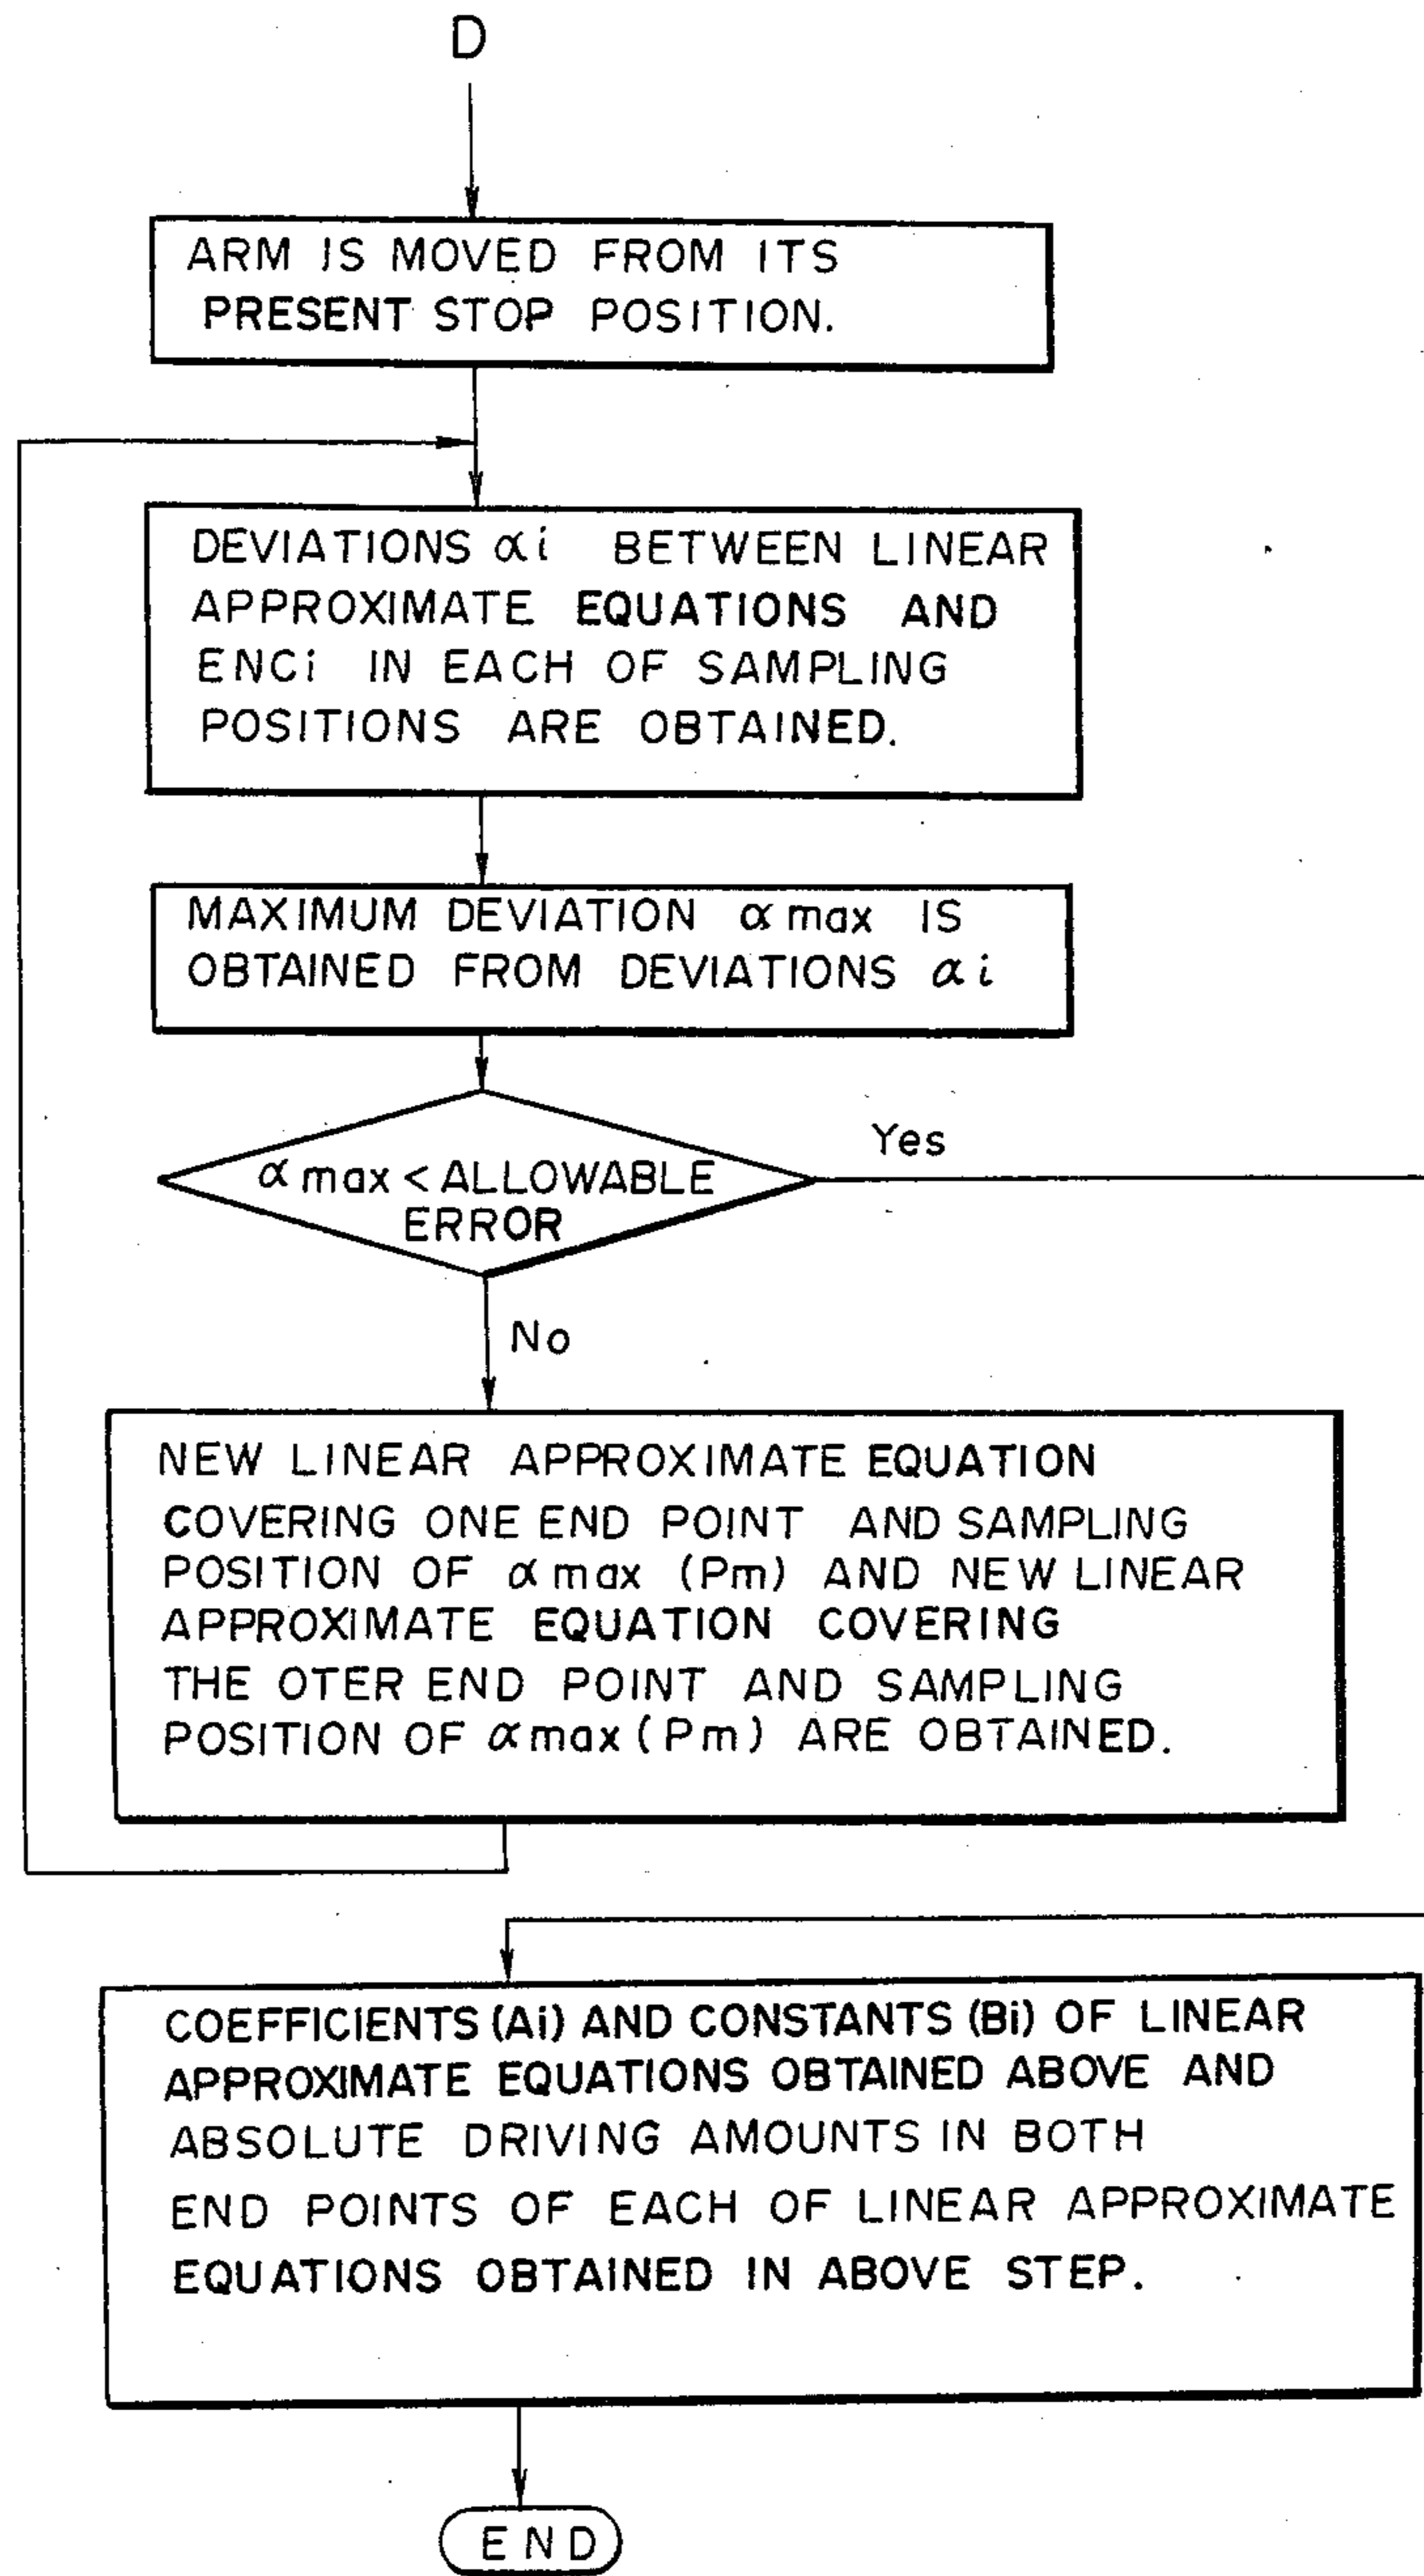 D
ARM IS MOVED FROM ITS
PRESENT STOP POSITION.
DEVIATIONS αi BETWEEN LINEAR
APPROXIMATE EQUATIONS AND
ENCi IN EACH OF SAMPLING
POSITIONS ARE OBTAINED.
MAXIMUM DEVIATION αmax IS
OBTAINED FROM DEVIATIONS αi
αmax < ALLOWABLE
ERROR
Yes
No
NEW LINEAR APPROXIMATE EQUATION
COVERING ONE END POINT AND SAMPLING
POSITION OF αmax (Pm) AND NEW LINEAR
APPROXIMATE EQUATION COVERING
THE OTER END POINT AND SAMPLING
POSITION OF αmax (Pm) ARE OBTAINED.
COEFFICIENTS (Ai) AND CONSTANTS (Bi) OF LINEAR
APPROXIMATE EQUATIONS OBTAINED ABOVE AND
ABSOLUTE DRIVING AMOUNTS IN BOTH
END POINTS OF EACH OF LINEAR APPROXIMATE
EQUATIONS OBTAINED IN ABOVE STEP.
END